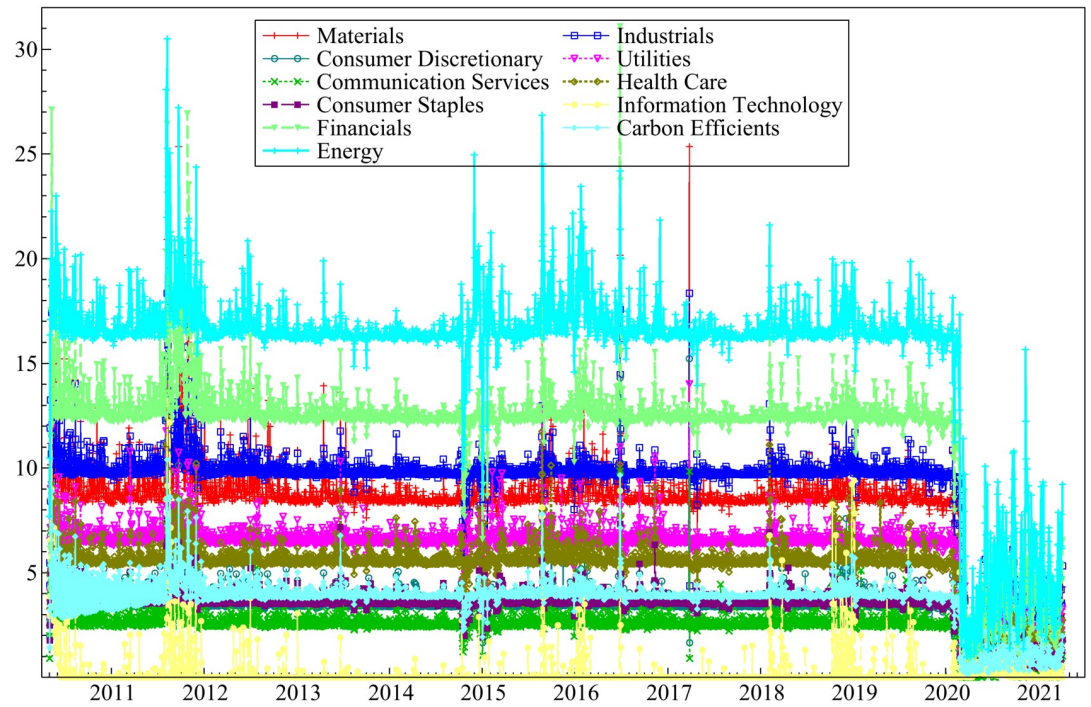 30
25
20
15
10
5
Materials
Industrials
Consumer Discretionary
Utilities
Communication Services
Health Care
Consumer Staples
Information Technology
Financials
Carbon Efficients
Energy
2011 2012 2013 2014 2015 2016 2017 2018 2019 2020 2021